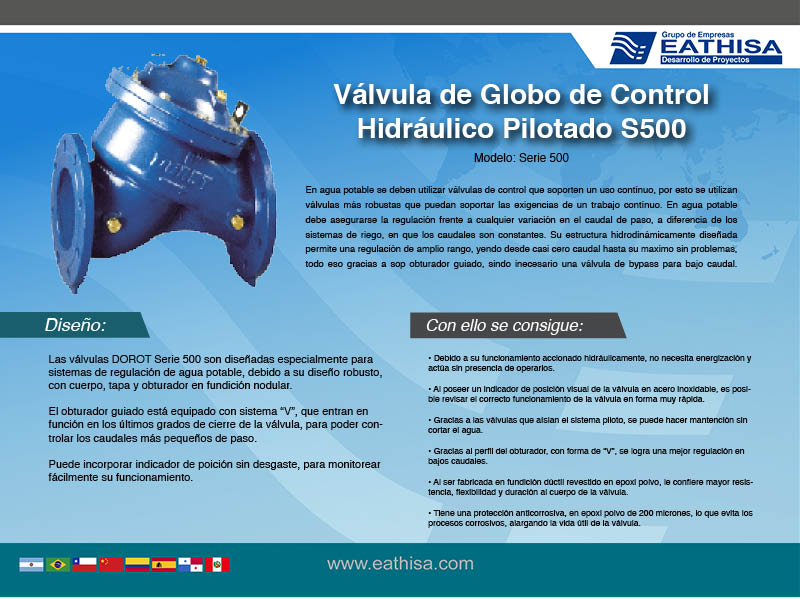 Grupo de Empresas
EATHISA
Desarrollo de Proyectos
Válvula de Globo de Control
Hidráulico Pilotado S500
Modelo: Serie 500
En agua potable se deben utilizar válvulas de control que soporten un uso continuo, por esto se utilizan
válvulas más robustas que puedan soportar las exigencias de un trabajo continuo. En agua potable
debe asegurarse la regulación frente a cualquier variación en el caudal de paso, a diferencia de los
sistemas de riego, en que los caudales son constantes. Su estructura hidrodinámicamente diseñada
permite una regulación de amplio rango, yendo desde casi cero caudal hasta su maximo sin problemas,
todo eso gracias a sop obturador guiado, sindo inecesario una válvula de bypass para bajo caudal.
DOROT
Diseño:
Las válvulas DOROT Serie 500 son diseñadas especialmente para
sistemas de regulación de agua potable, debido a su diseño robusto,
con cuerpo, tapa y obturador en fundición nodular.
El obturador guiado está equipado con sistema “V”, que entran en
función en los últimos grados de cierre de la válvula, para poder con-
trolar los caudales más pequeños de paso.
Puede incorporar indicador de poición sin desgaste, para monitorear
fácilmente su funcionamiento.
Con ello se consigue:
• Debido a su funcionamiento accionado hidráulicamente, no necesita energización y
actúa sin presencia de operarios.
• Al poseer un indicador de posición visual de la válvula en acero inoxidable, es posi-
ble revisar el correcto funcionamiento de la válvula en forma muy rápida.
• Gracias a las válvulas que aíslan el sistema piloto, se puede hacer mantención sin
cortar el agua.
• Gracias al perfil del obturador, con forma de “V”, se logra una mejor regulación en
bajos caudales.
• Al ser fabricada en fundición dúctil revestido en epoxi polvo, le confiere mayor resis-
tencia, flexibilidad y duración al cuerpo de la válvula.
• Tiene una protección anticorrosiva, en epoxi polvo de 200 micrones, lo que evita los
procesos corrosivos, alargando la vida útil de la válvula.
www.eathisa.com